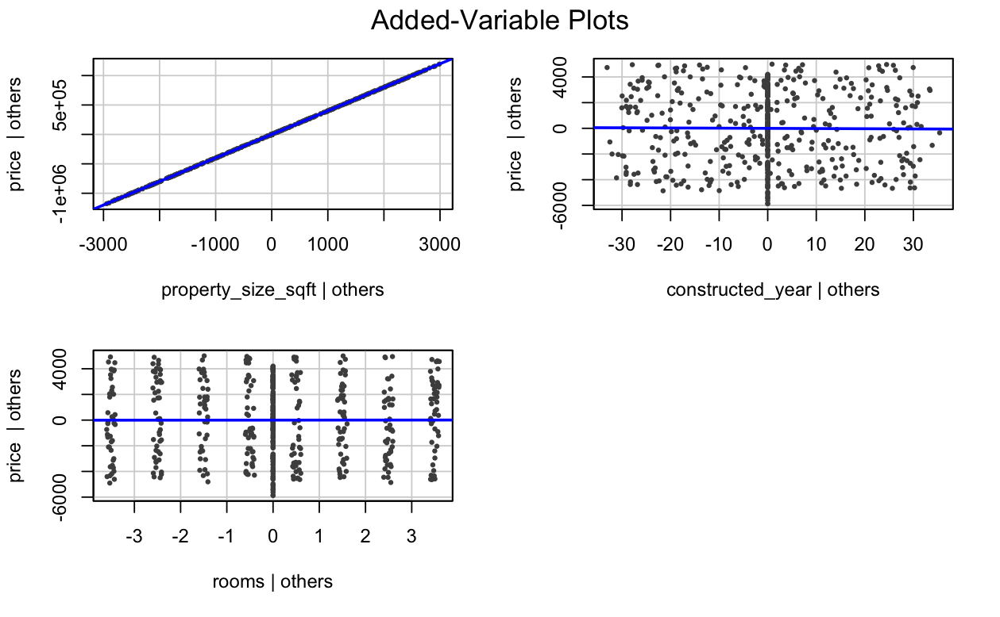 Added-Variable Plots
price | others
-1e+06 5e+05
-3000 -1000 0 1000 3000
property_size_sqft | others
price | others
-6000 0 4000
-30 -20 -10 0 10 20 30
constructed_year | others
price | others
-6000 0 4000
-3 -2 -1 0 1 2 3
rooms | others